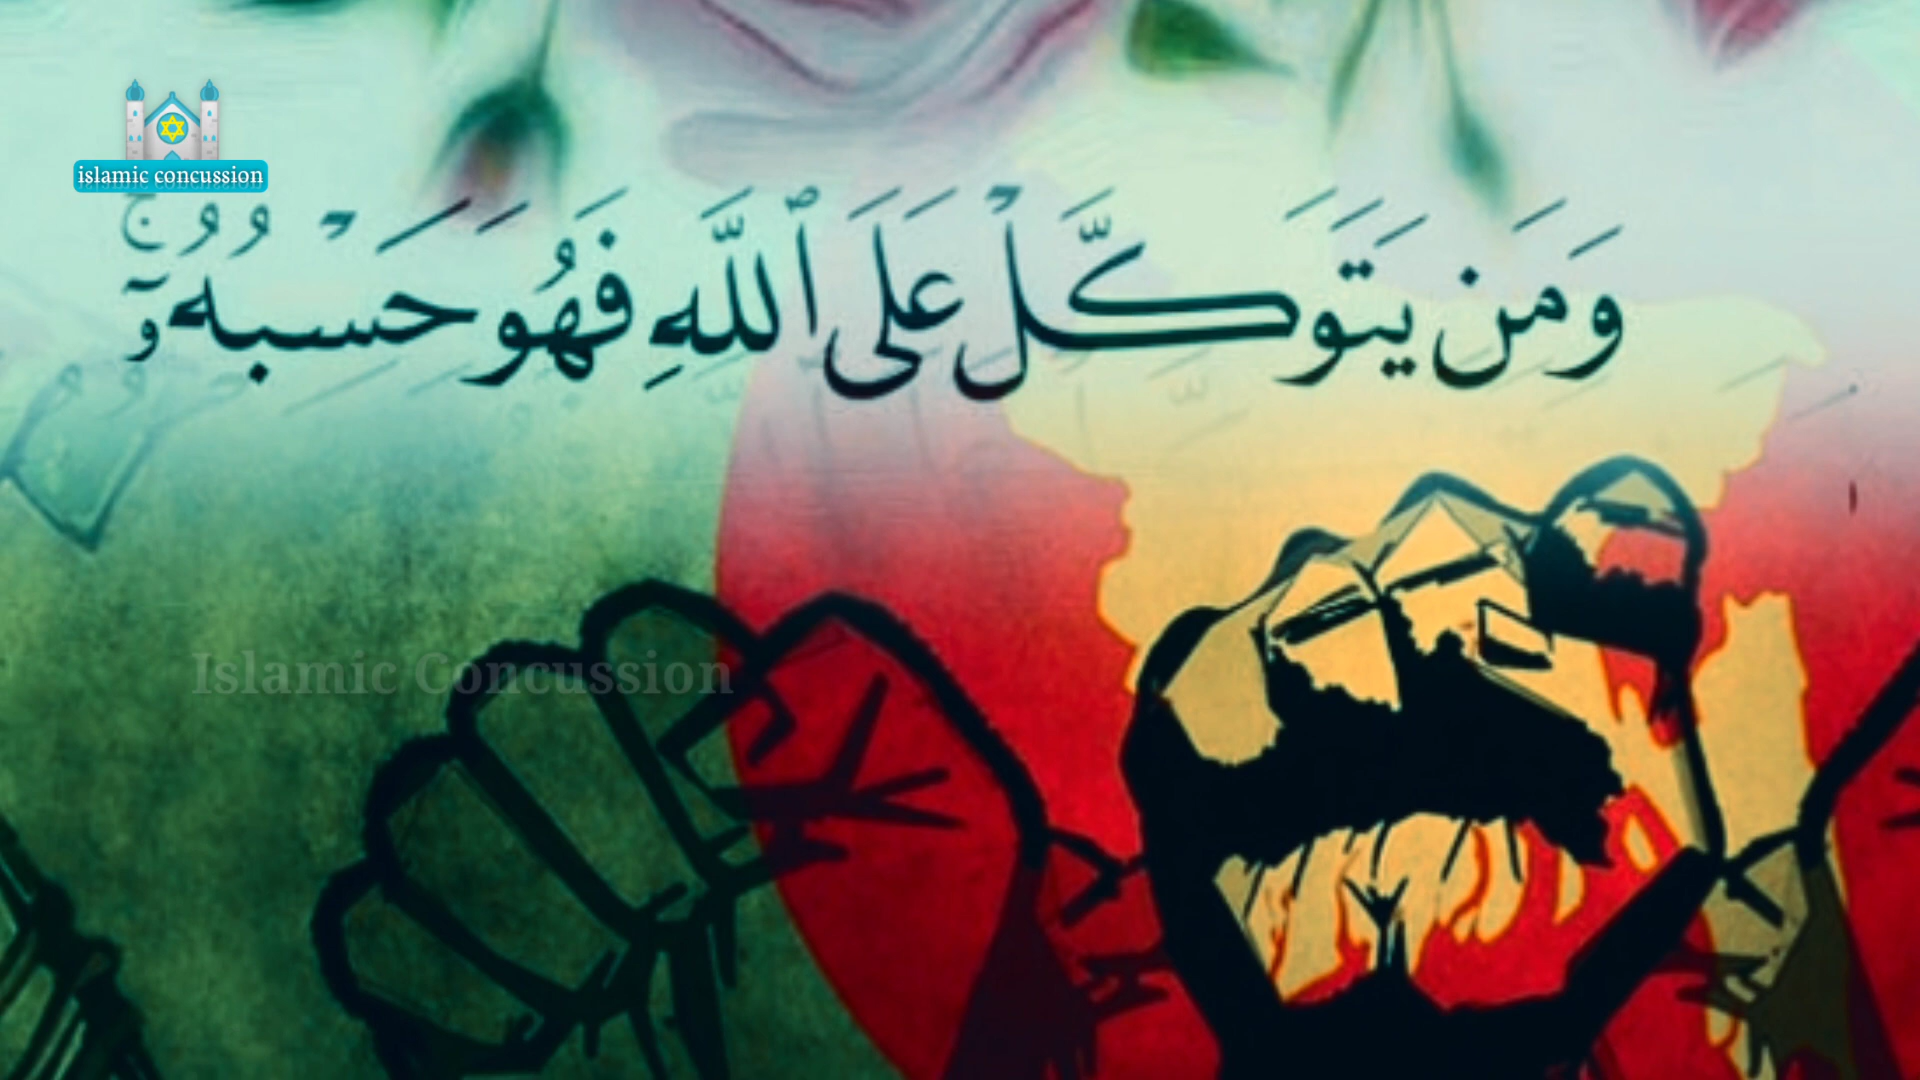 islamic concussion
وَمَن يَتَوَكَّلْ عَلَى ٱللَّهِ فَهُوَ حَسْبُهُۥٓ ۚ
Islamic Concussion